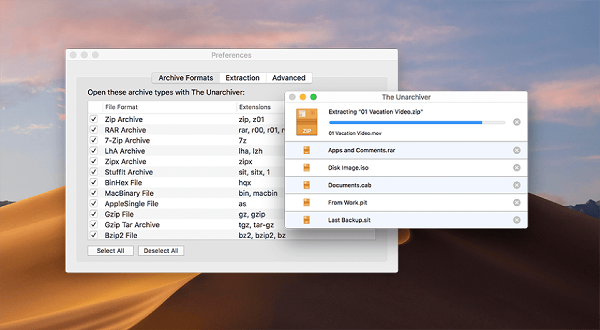 Preferences
Archive Formats Extraction Advanced
Open these archive types with The Unarchiver:
File Format Extensions
Zip Archive zip, z01
RAR Archive rar, r00, r01,
7-Zip Archive 7z
LhA Archive lha, lzh
Zipx Archive zipx
StuffIt Archive sit, sitx, 1
BinHex File hqx
MacBinary File bin, macbin
AppleSingle File as
Gzip File gz, gzip
Gzip Tar Archive tgz, tar-gz
Bzip2 File bz2, bzip2, bz
Select All Deselect All
The Unarchiver
Extracting "01 Vacation Video.zip"
ZIP
01 Vacation Video.mov
Apps and Comments.rar
Disk Image.iso
Documents.cab
From Work.pit
Last Backup.sit